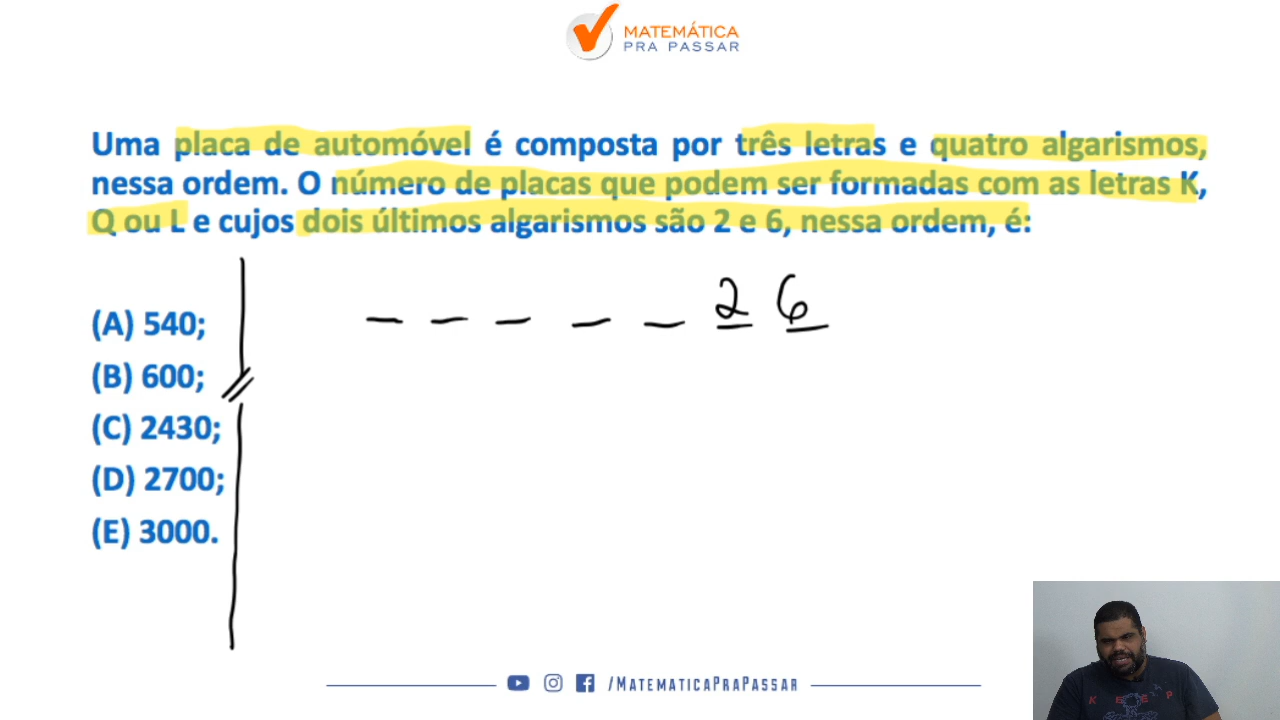 MATEMÁTICA
PRA PASSAR
Uma placa de automóvel é composta por três letras e quatro algarismos,
nessa ordem. O número de placas que podem ser formadas com as letras K,
Q ou L e cujos dois últimos algarismos são 2 e 6, nessa ordem, é:
_ _ _ _ _ 2 6
(A) 540;
(B) 600;
(C) 2430;
(D) 2700;
(E) 3000.
KEEP
/MATEMATICAPRAPASSAR